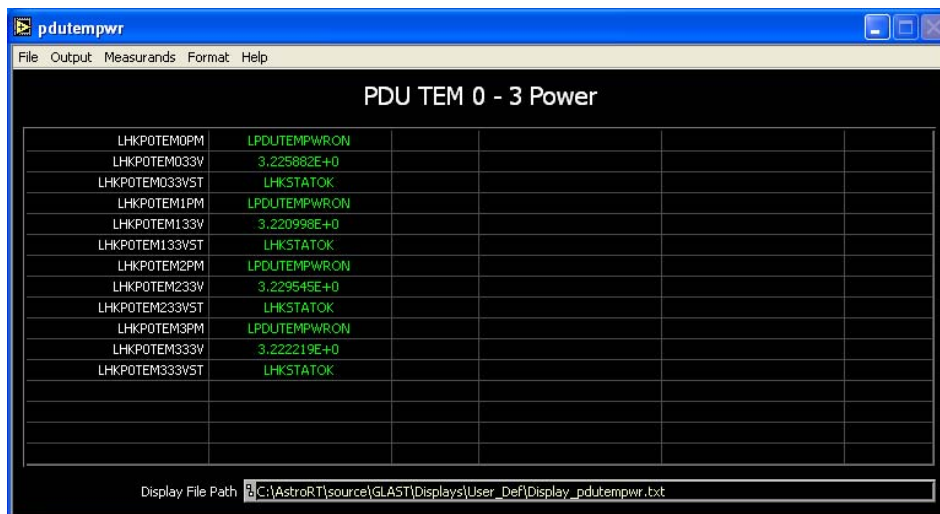 pdutempwr
File Output Measurands Format Help
PDU TEM 0 - 3 Power
LHKP0TEM0PM LPDUTEMPWRON
LHKP0TEM033V 3.225882E+0
LHKP0TEM033VST LHKSTATOK
LHKP0TEM1PM LPDUTEMPWRON
LHKP0TEM133V 3.220998E+0
LHKP0TEM133VST LHKSTATOK
LHKP0TEM2PM LPDUTEMPWRON
LHKP0TEM233V 3.229545E+0
LHKP0TEM233VST LHKSTATOK
LHKP0TEM3PM LPDUTEMPWRON
LHKP0TEM333V 3.222219E+0
LHKP0TEM333VST LHKSTATOK
Display File Path C:\AstroRT\source\GLAST\Displays\User_Def\Display_pdutempwr.txt